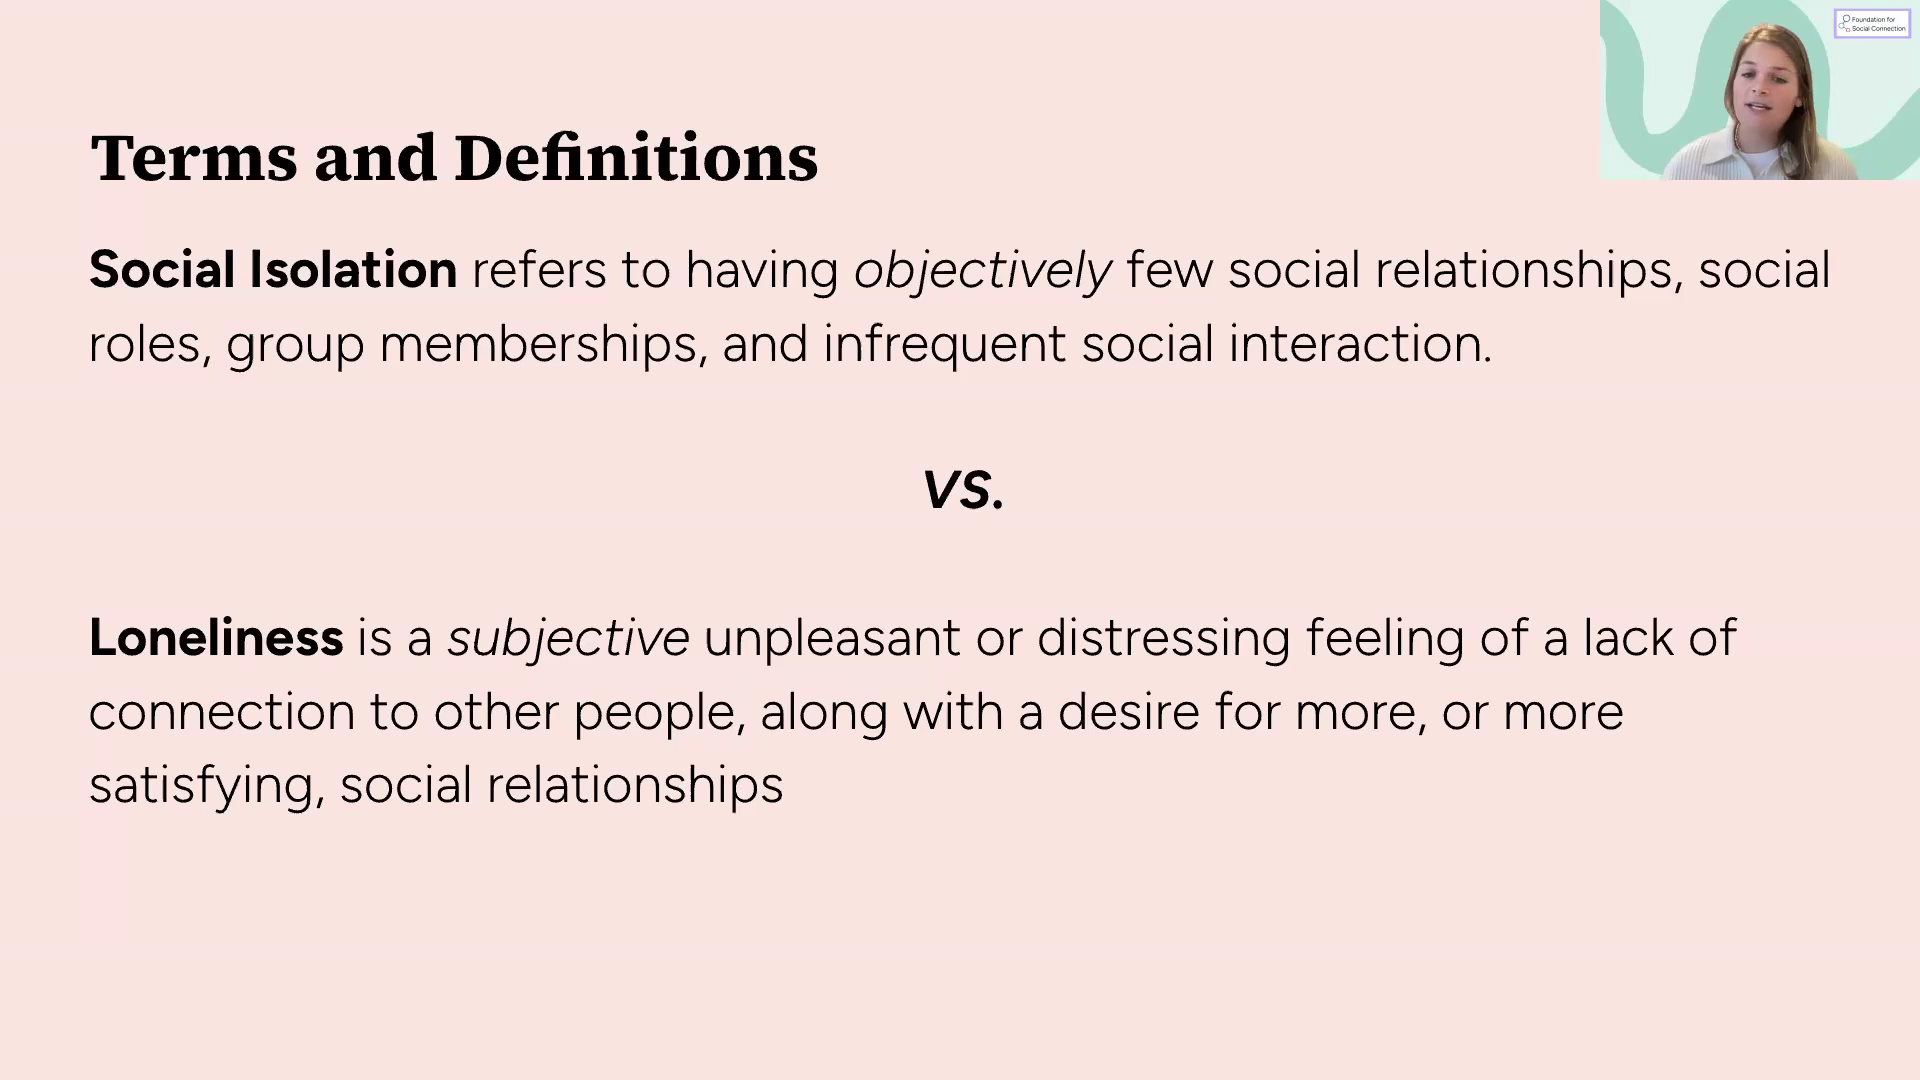 Foundation for
Social Connection
Terms and Definitions
Social Isolation refers to having objectively few social relationships, social
roles, group memberships, and infrequent social interaction.
vs.
Loneliness is a subjective unpleasant or distressing feeling of a lack of
connection to other people, along with a desire for more, or more
satisfying, social relationships